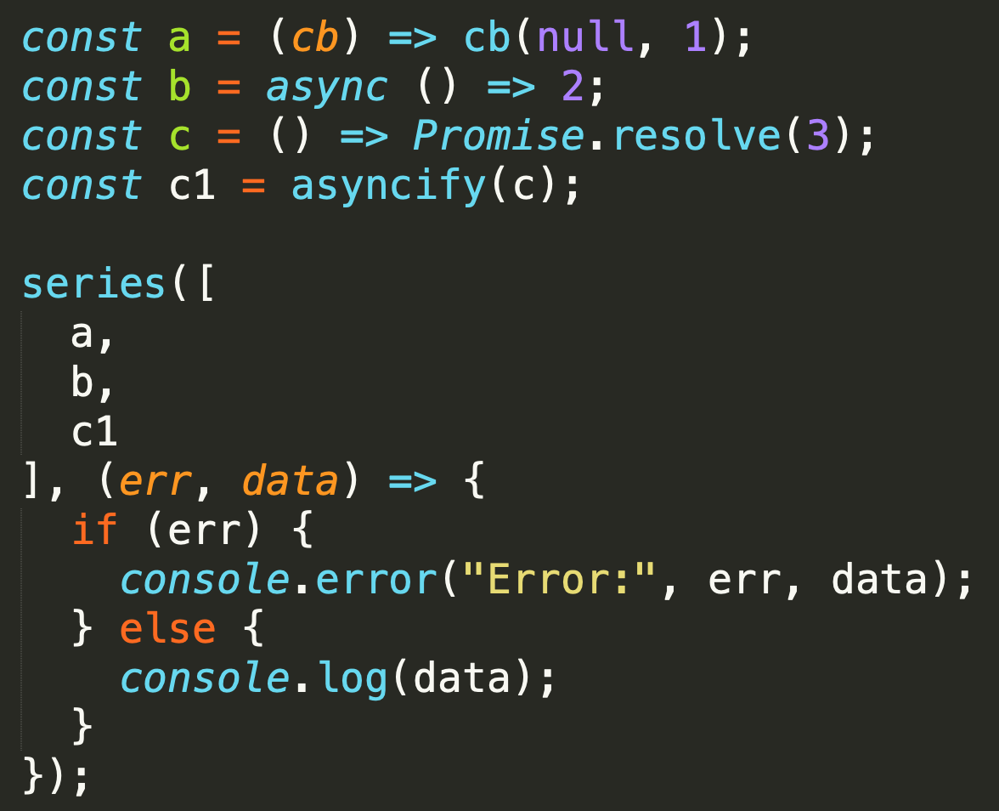 const a = (cb) => cb(null, 1);
const b = async () => 2;
const c = () => Promise.resolve(3);
const c1 = asyncify(c);

series([
  a,
  b,
  c1
], (err, data) => {
  if (err) {
    console.error("Error:", err, data);
  } else {
    console.log(data);
  }
});